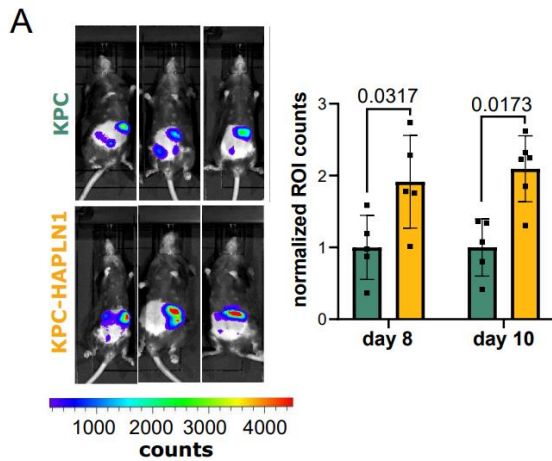 A
KPC
KPC-HAPLN1
1000 2000 3000 4000
counts
normalized ROI counts
3
2
1
0
0.0317
0.0173
day 8
day 10